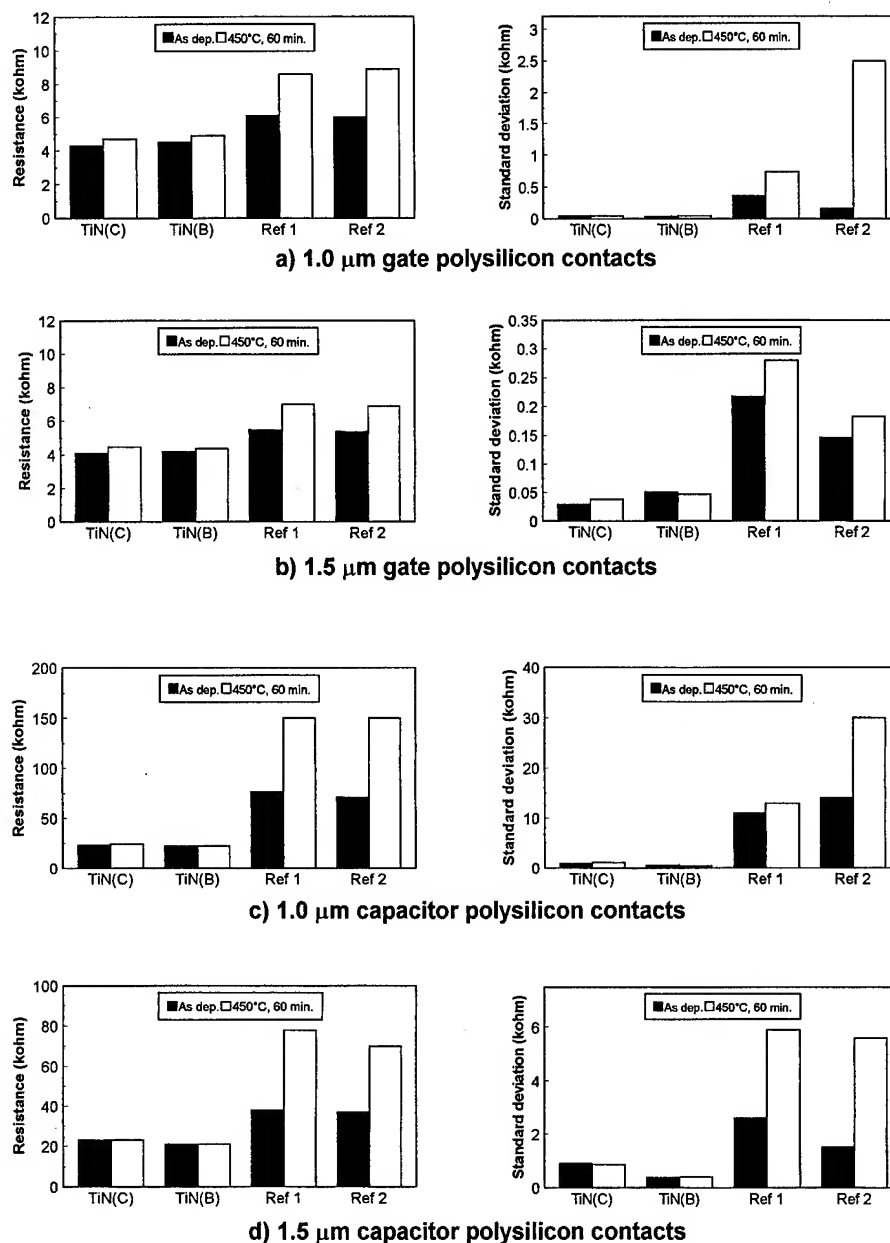 12
10
8
6
4
2
0
Resistance (kohm)
As dep. 450°C, 60 min.
TiN(C) TiN(B) Ref 1 Ref 2
3
2.5
2
1.5
1
0.5
0
Standard deviation (kohm)
As dep. 450°C, 60 min.
TiN(C) TiN(B) Ref 1 Ref 2
a) 1.0 μm gate polysilicon contacts
12
10
8
6
4
2
0
Resistance (kohm)
As dep. 450°C, 60 min.
TiN(C) TiN(B) Ref 1 Ref 2
0.35
0.3
0.25
0.2
0.15
0.1
0.05
0
Standard deviation (kohm)
As dep. 450°C, 60 min.
TiN(C) TiN(B) Ref 1 Ref 2
b) 1.5 μm gate polysilicon contacts
200
150
100
50
25
0
Resistance (kohm)
As dep. 450°C, 60 min.
TiN(C) TiN(B) Ref 1 Ref 2
40
30
20
10
0
Standard deviation (kohm)
As dep. 450°C, 60 min.
TiN(C) TiN(B) Ref 1 Ref 2
c) 1.0 μm capacitor polysilicon contacts
100
80
60
40
20
0
Resistance (kohm)
As dep. 450°C, 60 min.
TiN(C) TiN(B) Ref 1 Ref 2
6
4
2
0
Standard deviation (kohm)
As dep. 450°C, 60 min.
TiN(C) TiN(B) Ref 1 Ref 2
d) 1.5 μm capacitor polysilicon contacts